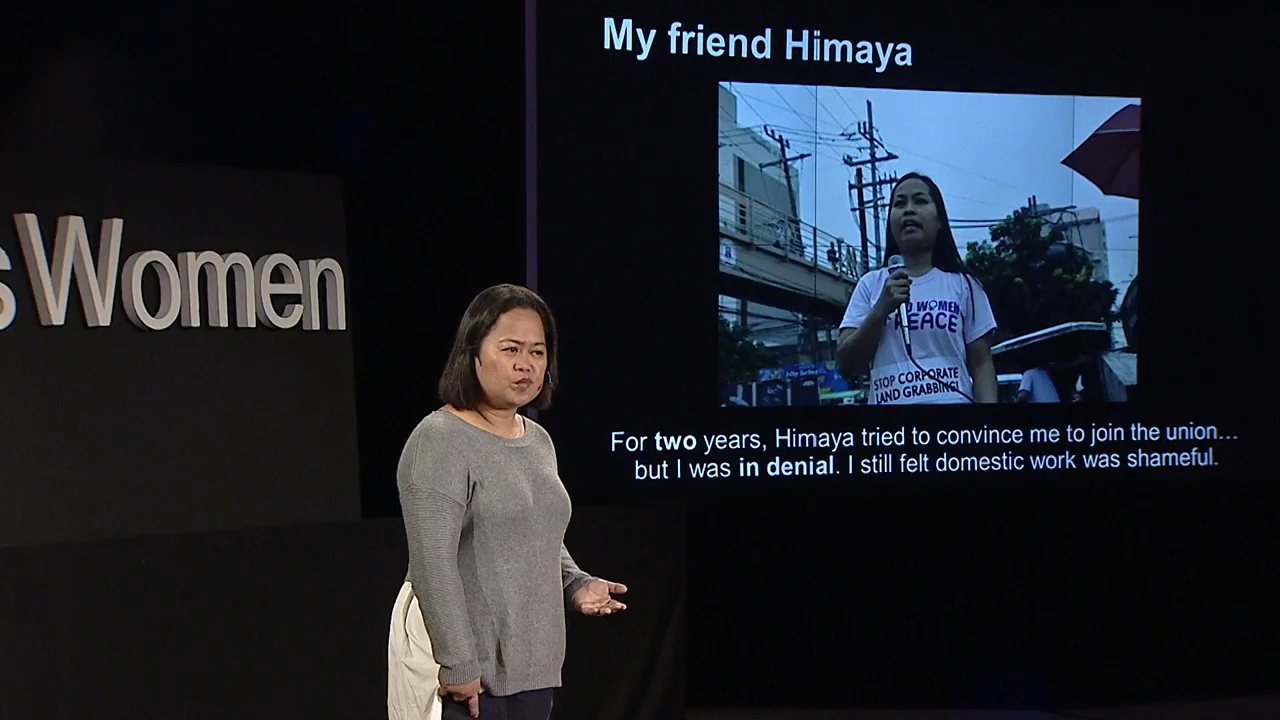 My friend Himaya
sWomen
WOMEN
PEACE
STOP CORPORATE
LAND GRABBING!
For two years, Himaya tried to convince me to join the union…
but I was in denial. I still felt domestic work was shameful.